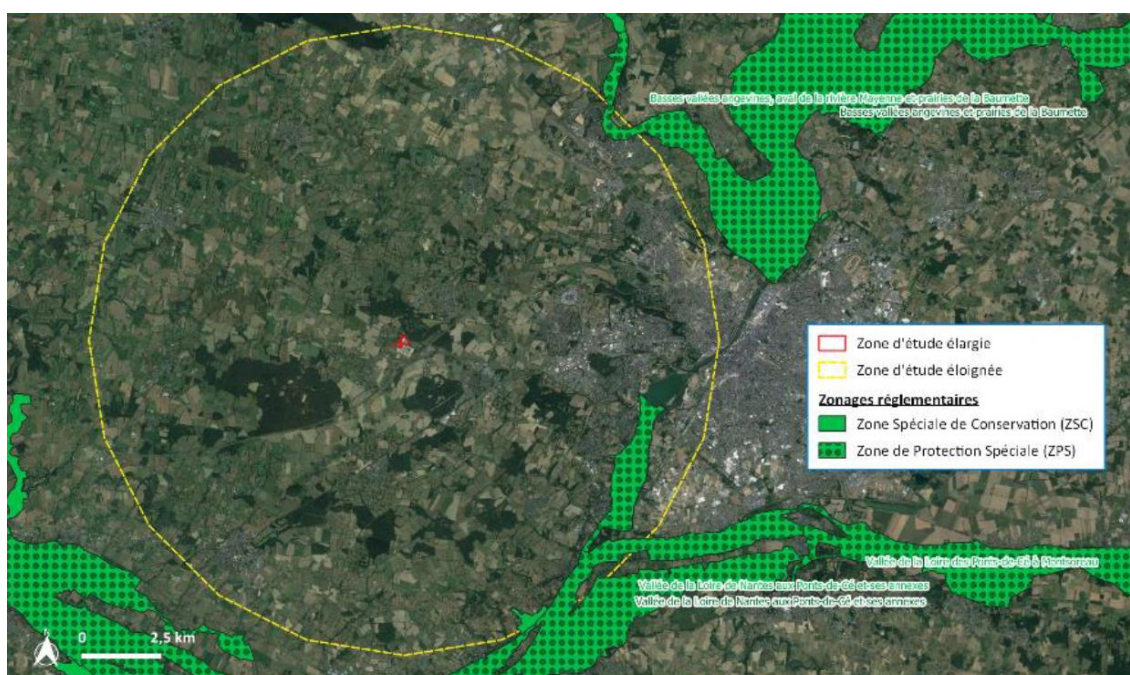 Basses vallées angevines, aval de la rivière Mayenne et prairies de la Baumette
Basses vallées angevines et prairies de la Baumette
Zone d'étude élargie
Zone d'étude éloignée
Zonages réglementaires
Zone Spéciale de Conservation (ZSC)
Zone de Protection Spéciale (ZPS)
Vallée de la Loire des Ponts-de-Cé à Montsoreau
Vallée de la Loire de Nantes aux Ponts-de-Cé et ses annexes
Vallée de la Loire de Nantes aux Ponts-de-Cé et ses annexes
0 2,5 km